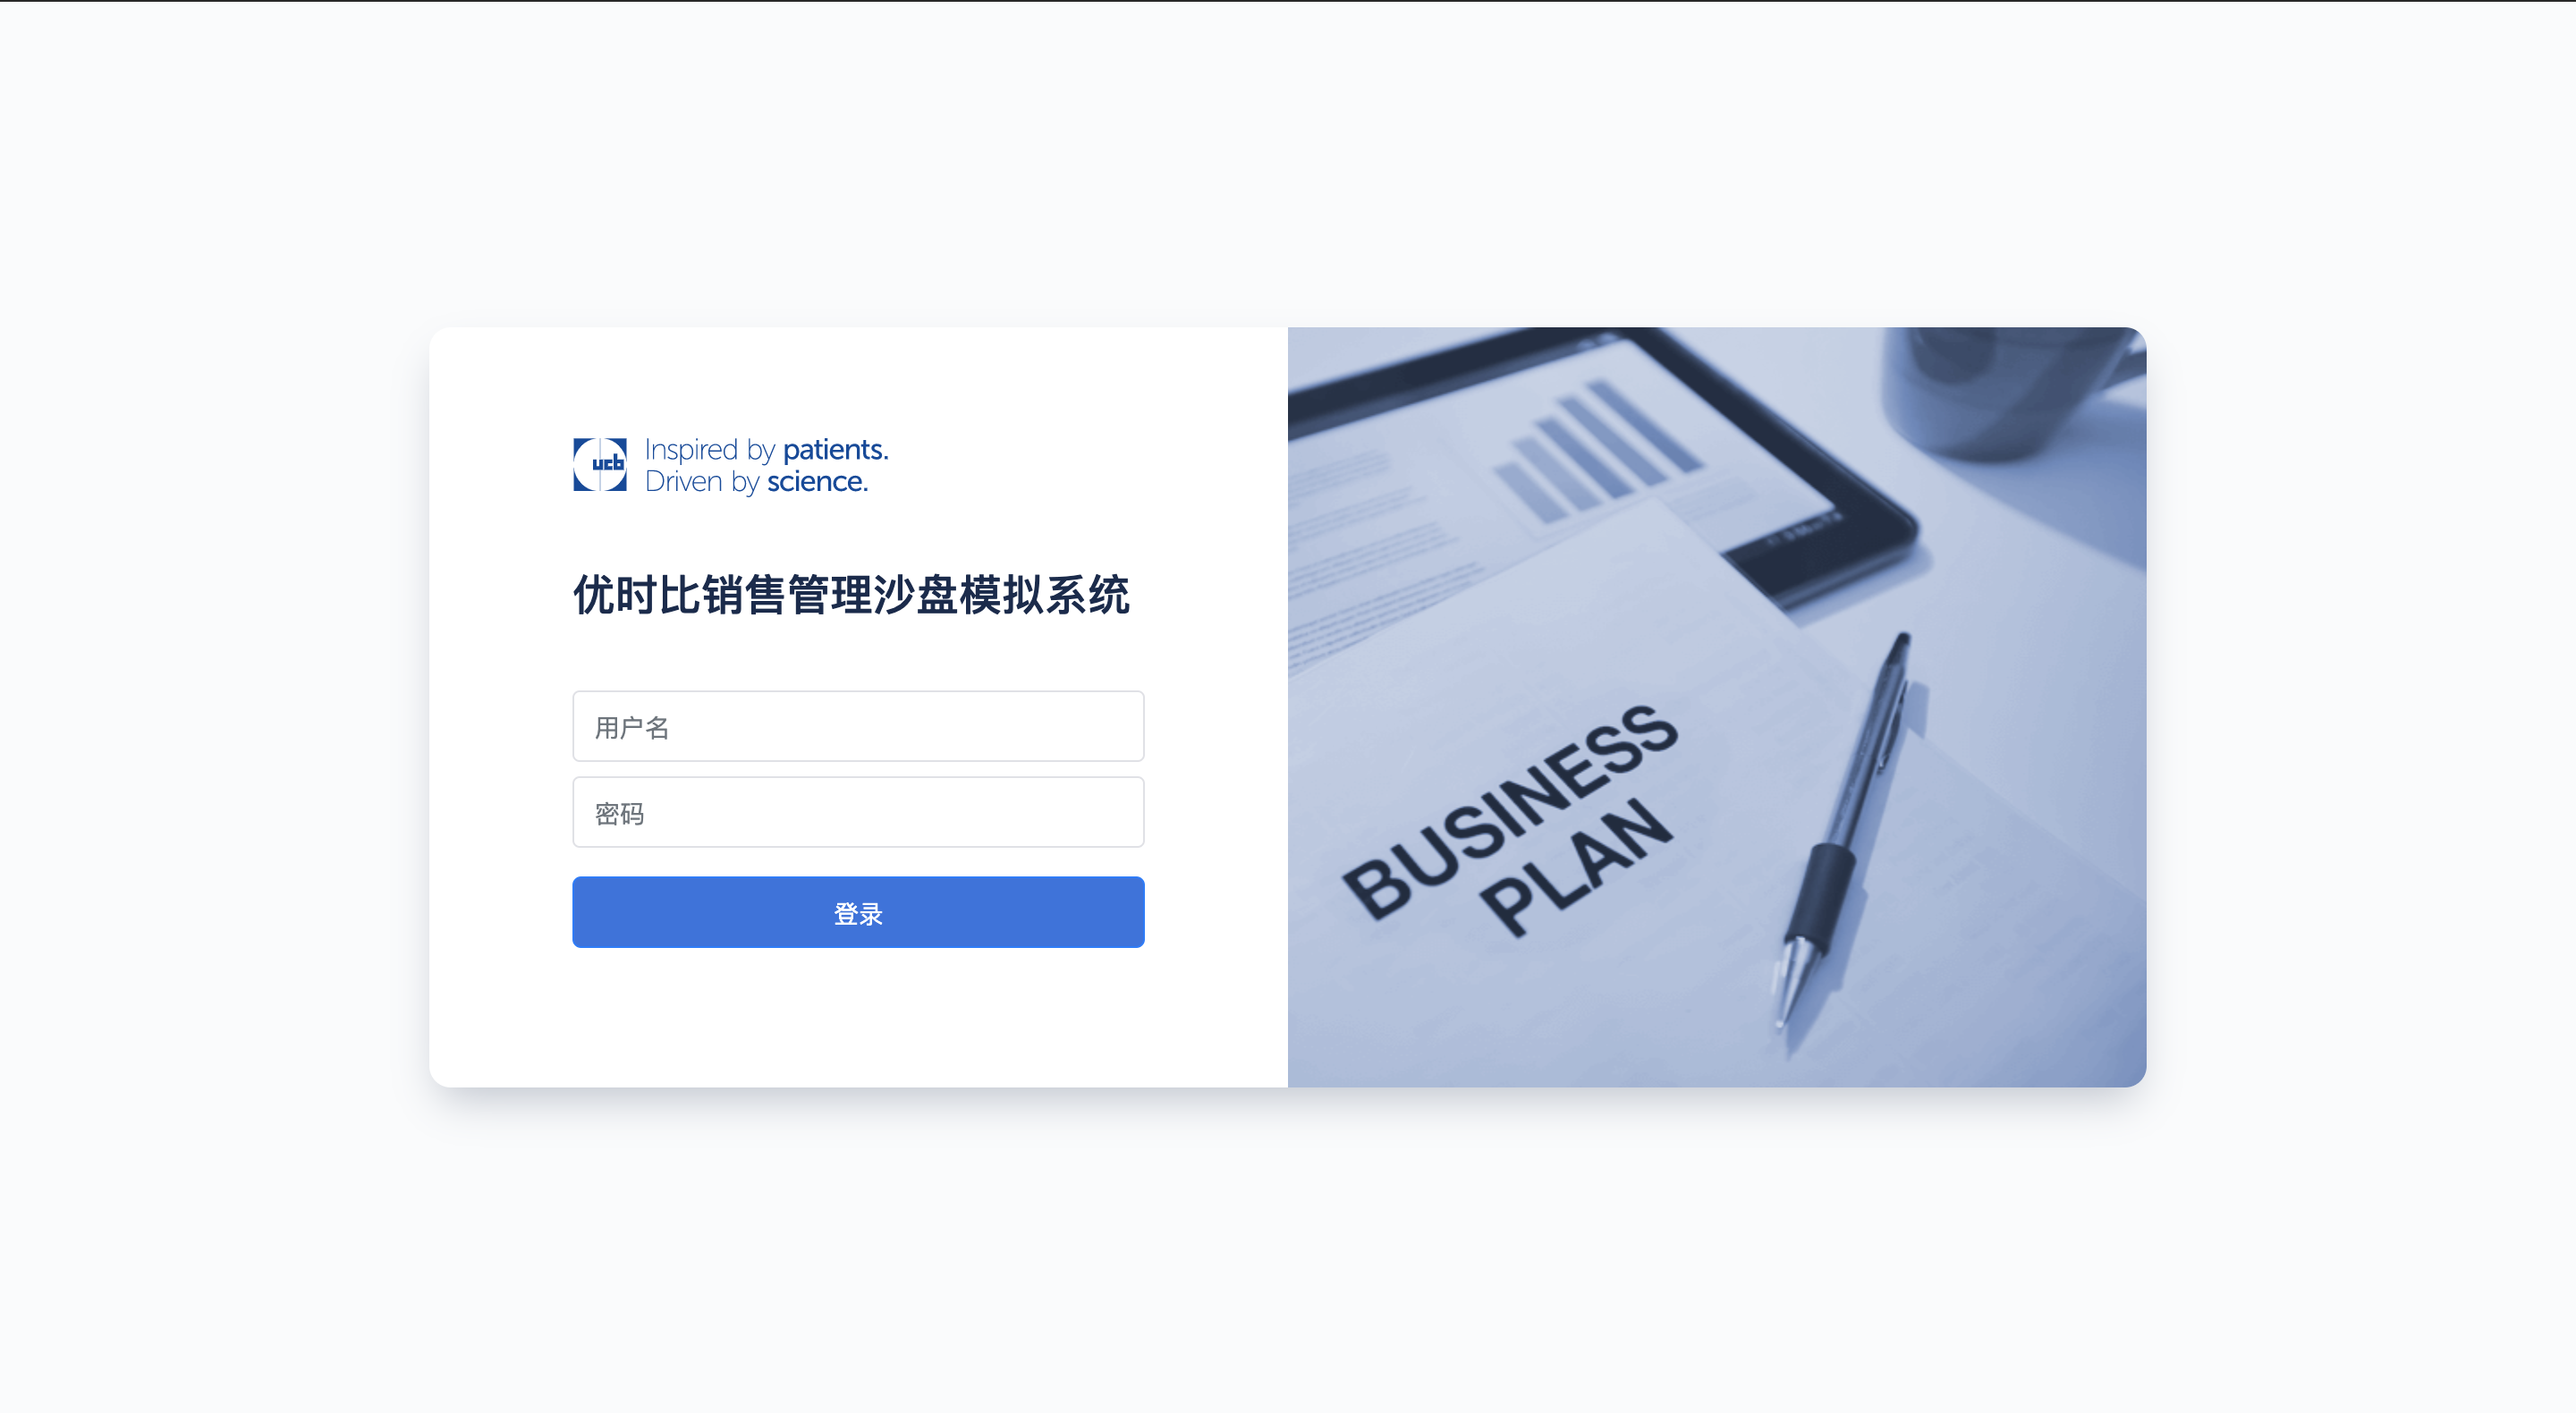 ucb
Inspired by patients.
Driven by science.
优时比销售管理沙盘模拟系统
用户名
密码
登录
BUSINESS
PLAN